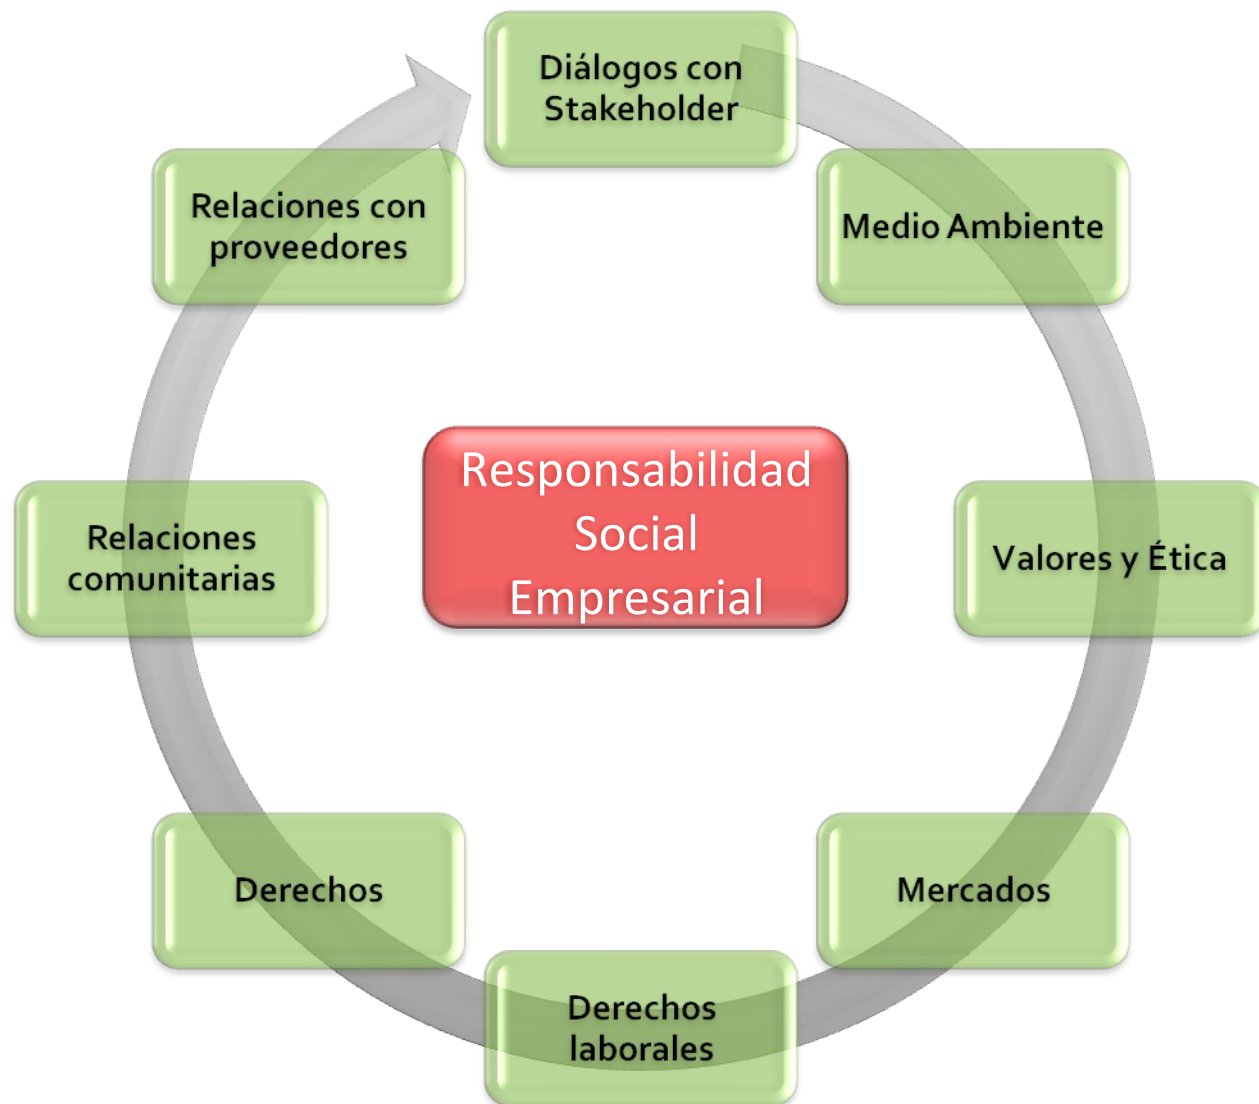 Diálogos con
Stakeholder
Medio Ambiente
Valores y Ética
Mercados
Derechos
laborales
Derechos
Relaciones
comunitarias
Relaciones con
proveedores
Responsabilidad
Social
Empresarial